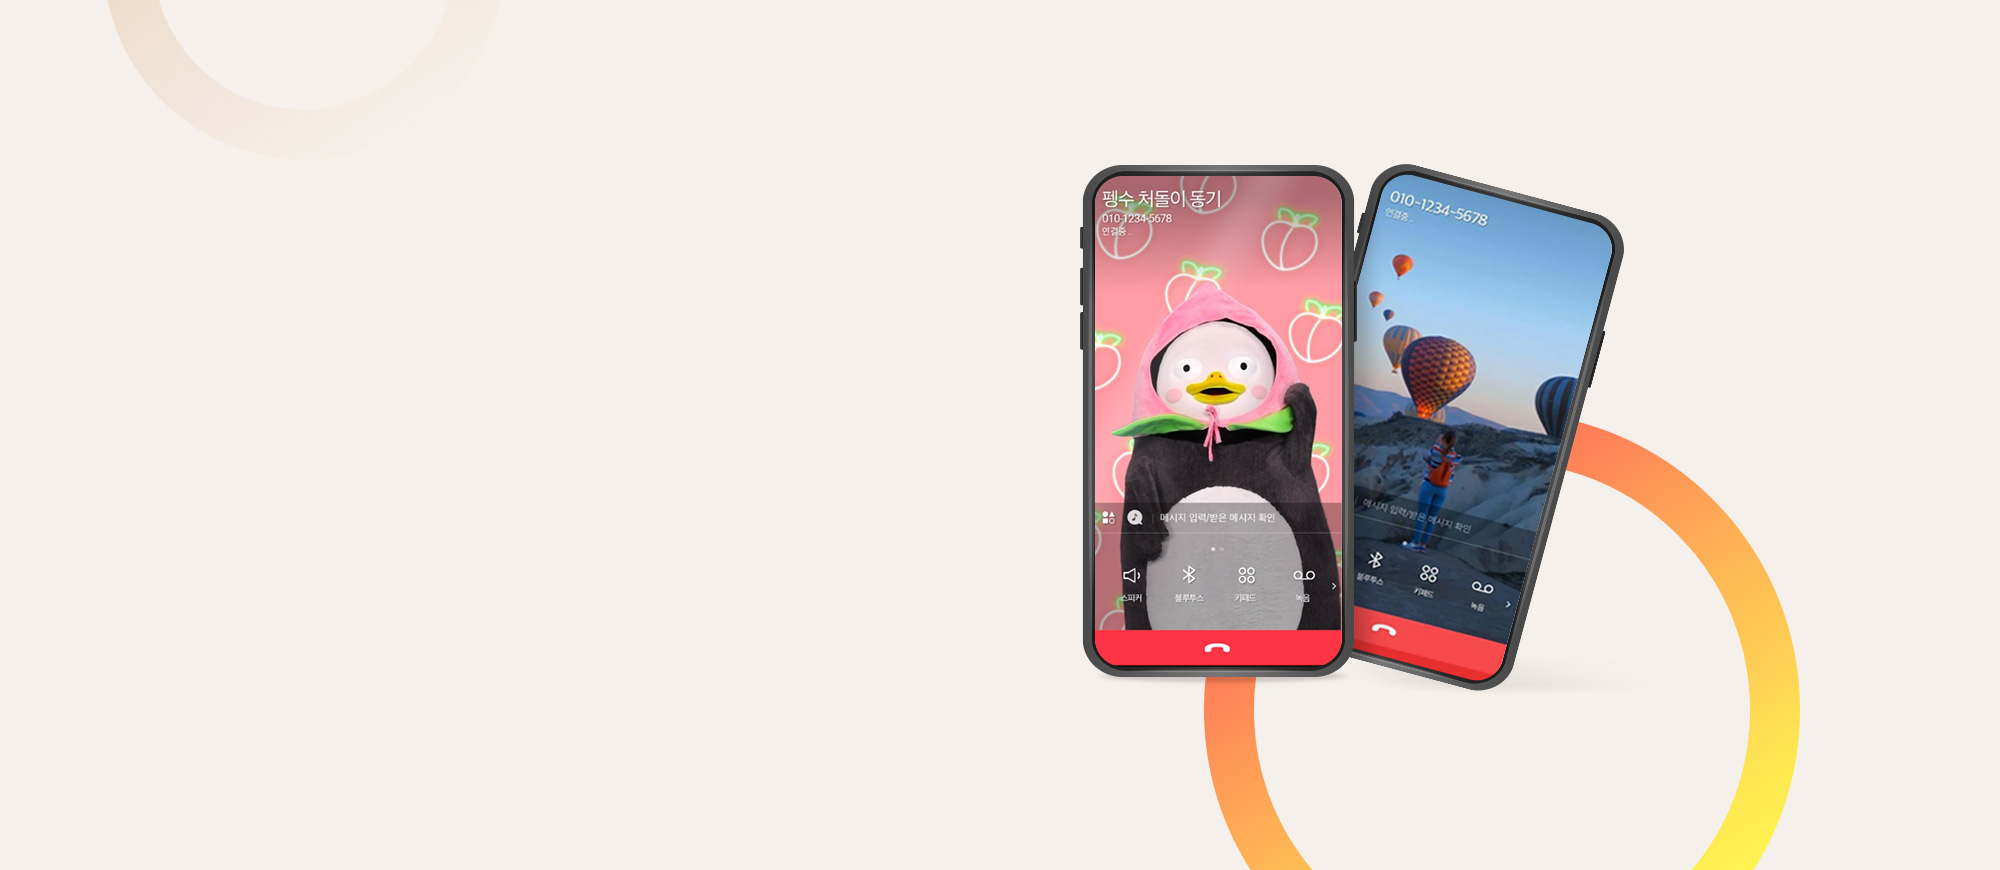 펭수 처돌이 동기
010-1234-5678
연결중..
메시지 입력/받은 메시지 확인
스피커
블루투스
키패드
녹음
010-1234-5678
연결중..
메시지 입력/받은 메시지 확인
블루투스
키패드
녹음